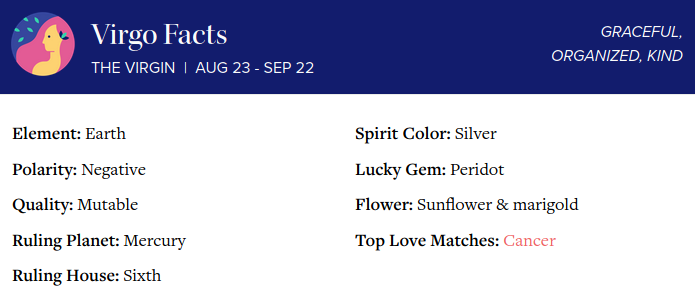 Virgo Facts
THE VIRGIN | AUG 23 - SEP 22
GRACEFUL,
ORGANIZED, KIND
Element: Earth
Polarity: Negative
Quality: Mutable
Ruling Planet: Mercury
Ruling House: Sixth
Spirit Color: Silver
Lucky Gem: Peridot
Flower: Sunflower & marigold
Top Love Matches: Cancer